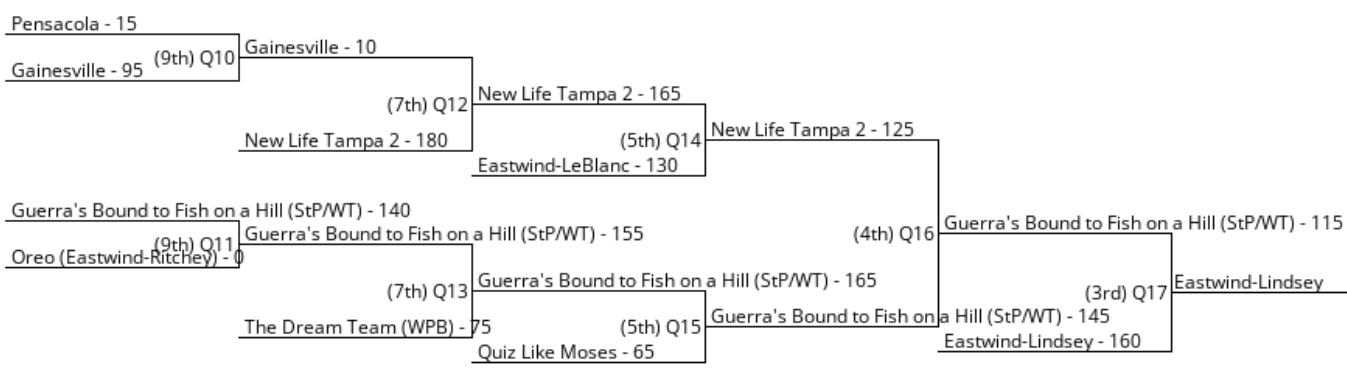 Pensacola - 15
(9th) Q10
Gainesville - 95
Gainesville - 10
(7th) Q12
New Life Tampa 2 - 180
New Life Tampa 2 - 165
(5th) Q14
Eastwind-LeBlanc - 130
New Life Tampa 2 - 125
Guerra's Bound to Fish on a Hill (StP/WT) - 140
(9th) Q11
Oreo (Eastwind-Ritchey) - 0
Guerra's Bound to Fish on a Hill (StP/WT) - 155
(7th) Q13
The Dream Team (WPB) - 75
Guerra's Bound to Fish on a Hill (StP/WT) - 165
(5th) Q15
Quiz Like Moses - 65
Guerra's Bound to Fish on a Hill (StP/WT) - 145
(4th) Q16
Guerra's Bound to Fish on a Hill (StP/WT) - 115
(3rd) Q17
Eastwind-Lindsey - 160
Eastwind-Lindsey